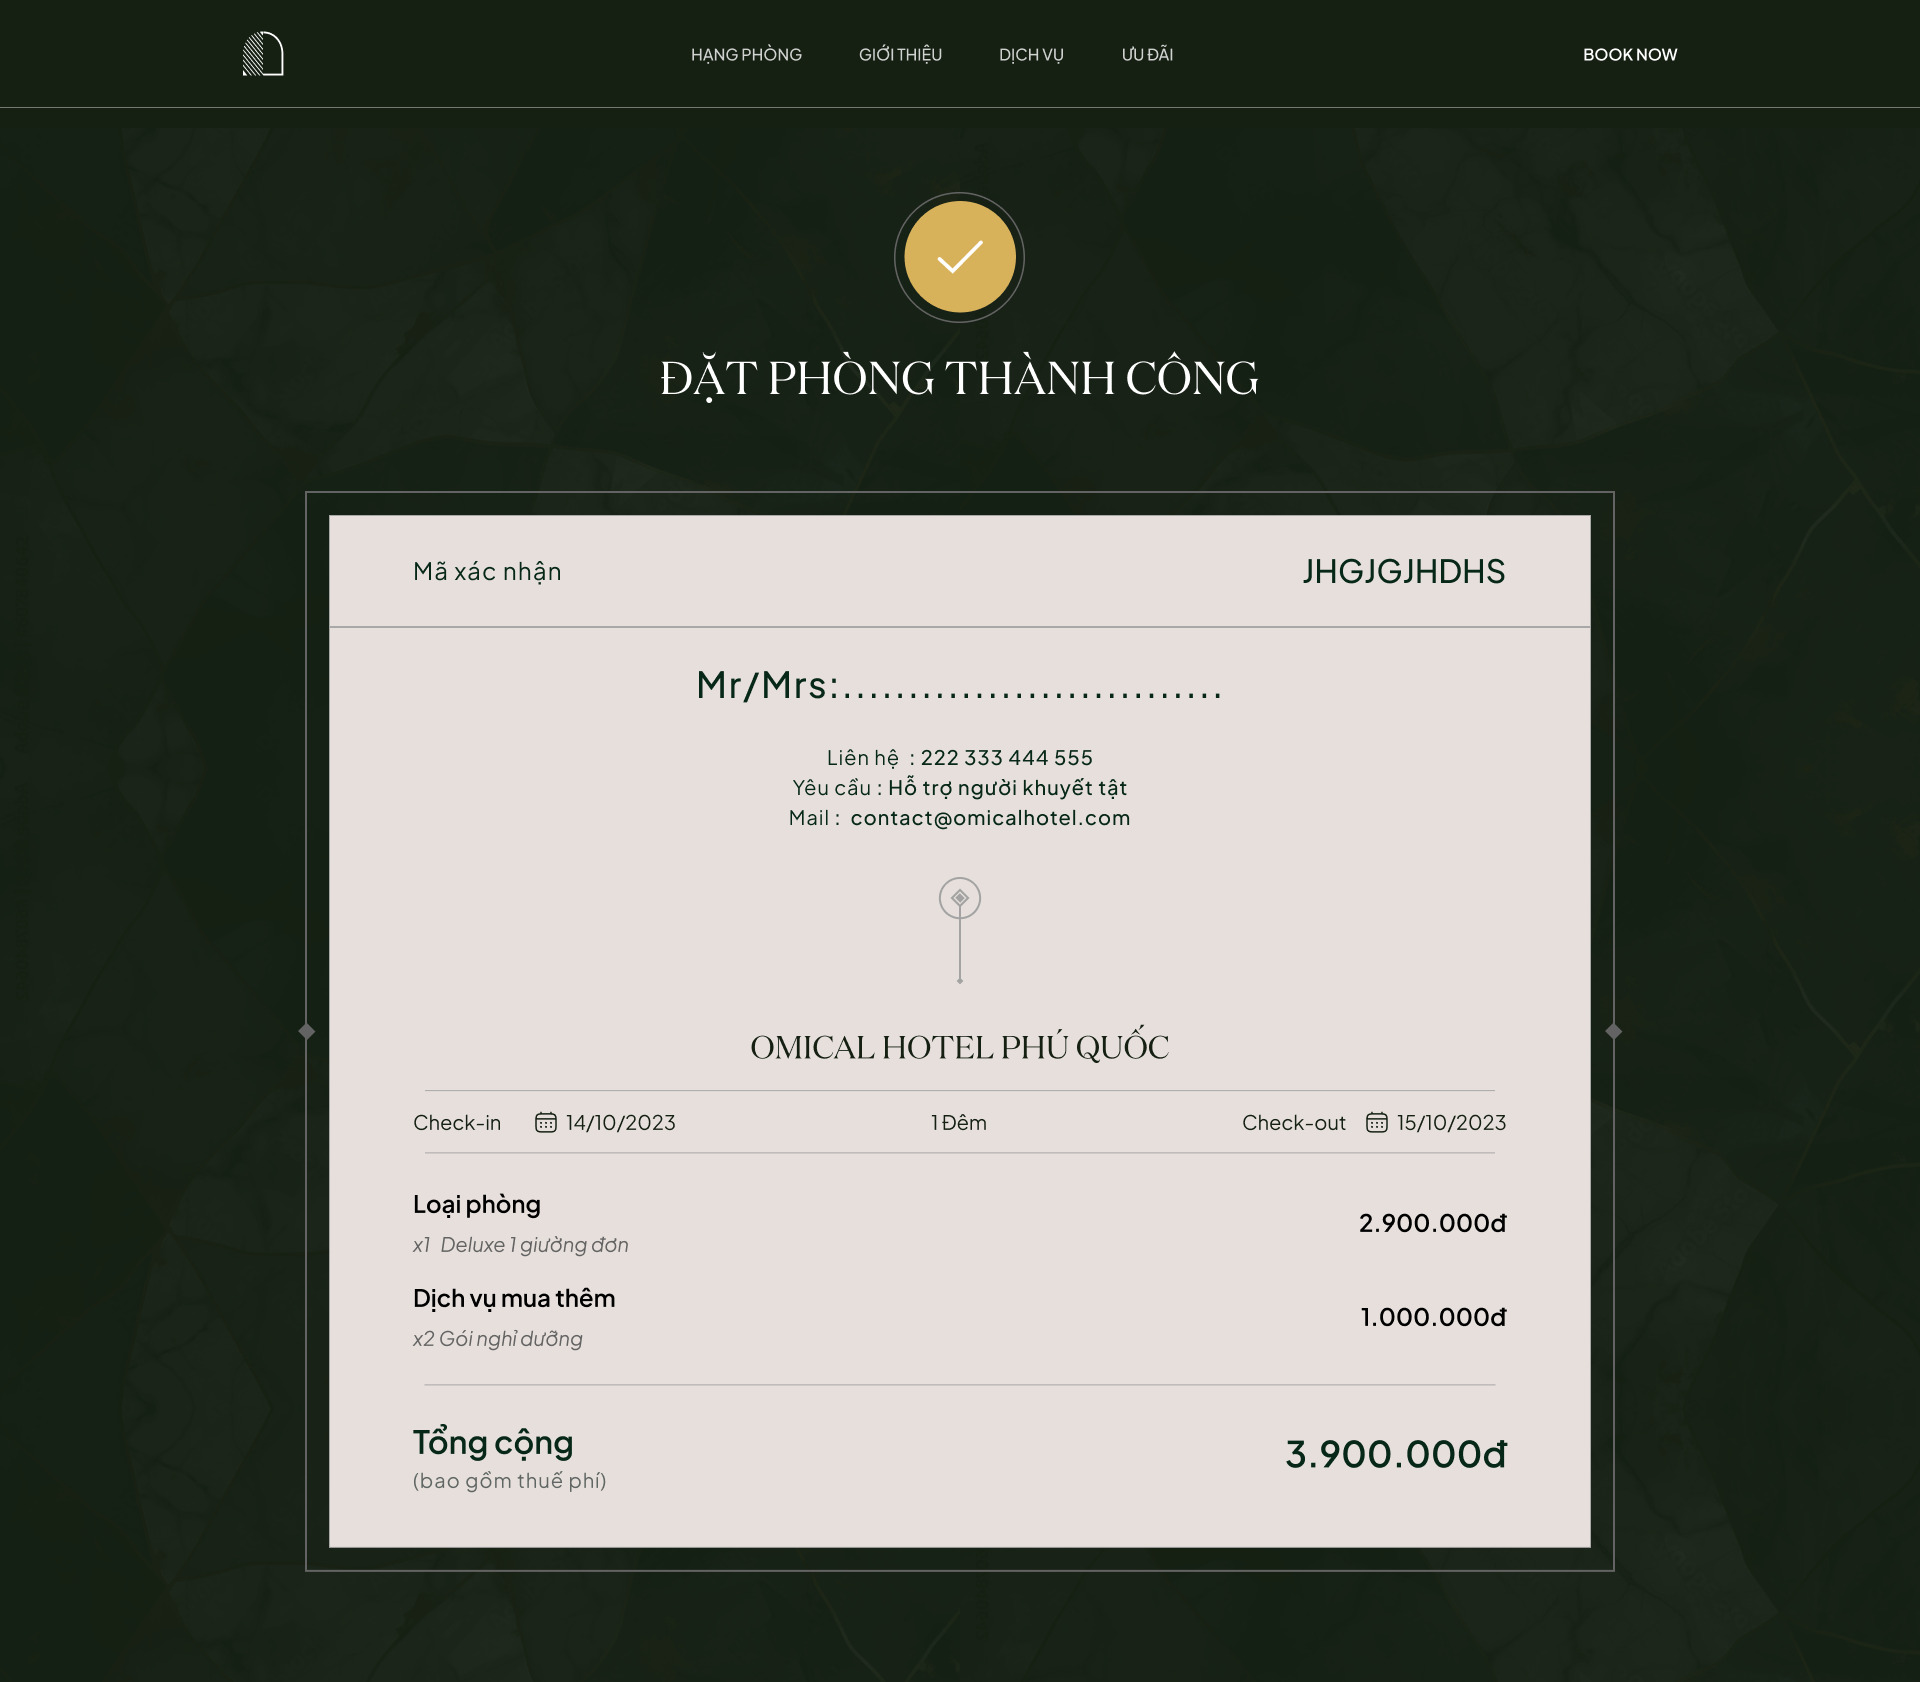 HẠNG PHÒNG GIỚI THIỆU DỊCH VỤ ƯU ĐÃI BOOK NOW
ĐẶT PHÒNG THÀNH CÔNG
Mã xác nhận JHGJGJHDHS
Mr/Mrs:.............................
Liên hệ : 222 333 444 555
Yêu cầu : Hỗ trợ người khuyết tật
Mail : contact@omicalhotel.com
OMICAL HOTEL PHÚ QUỐC
Check-in 14/10/2023 1 Đêm Check-out 15/10/2023
Loại phòng
2.900.000đ
x1 Deluxe 1 giường đơn
Dịch vụ mua thêm
1.000.000đ
x2 Gói nghỉ dưỡng
Tổng cộng
3.900.000đ
(bao gồm thuế phí)